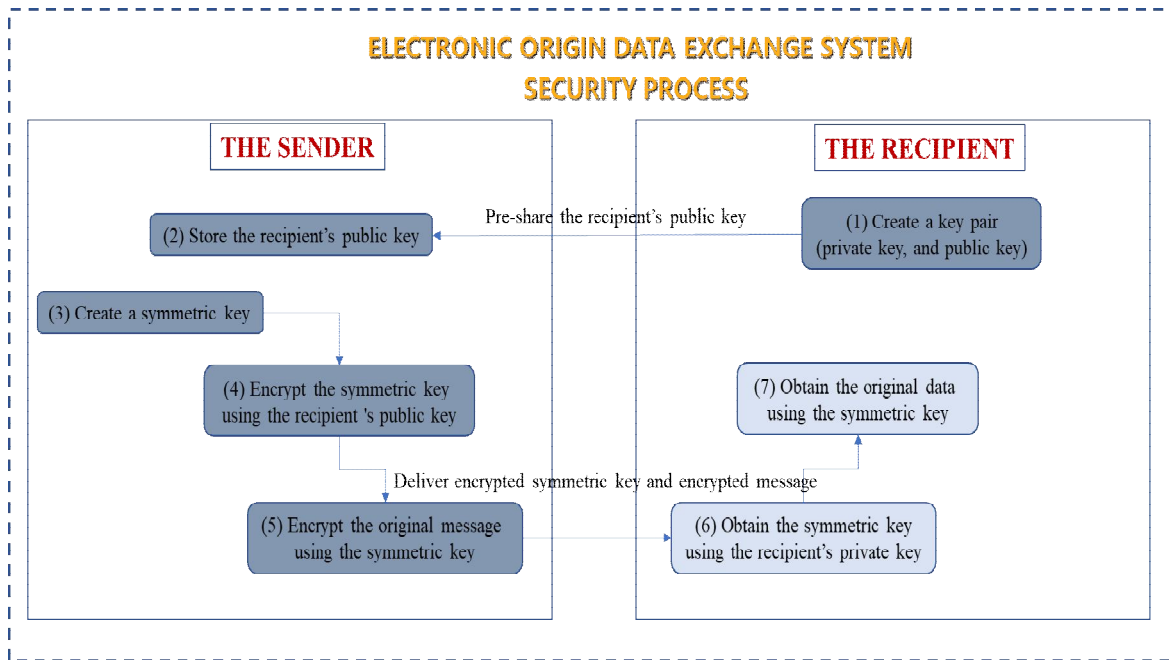 ELECTRONIC ORIGIN DATA EXCHANGE SYSTEM
SECURITY PROCESS
THE SENDER
THE RECIPIENT
Pre-share the recipient's public key
(1) Create a key pair
(private key, and public key)
(2) Store the recipient's public key
(3) Create a symmetric key
(4) Encrypt the symmetric key
using the recipient 's public key
(7) Obtain the original data
using the symmetric key
Deliver encrypted symmetric key and encrypted message
(5) Encrypt the original message
using the symmetric key
(6) Obtain the symmetric key
using the recipient's private key